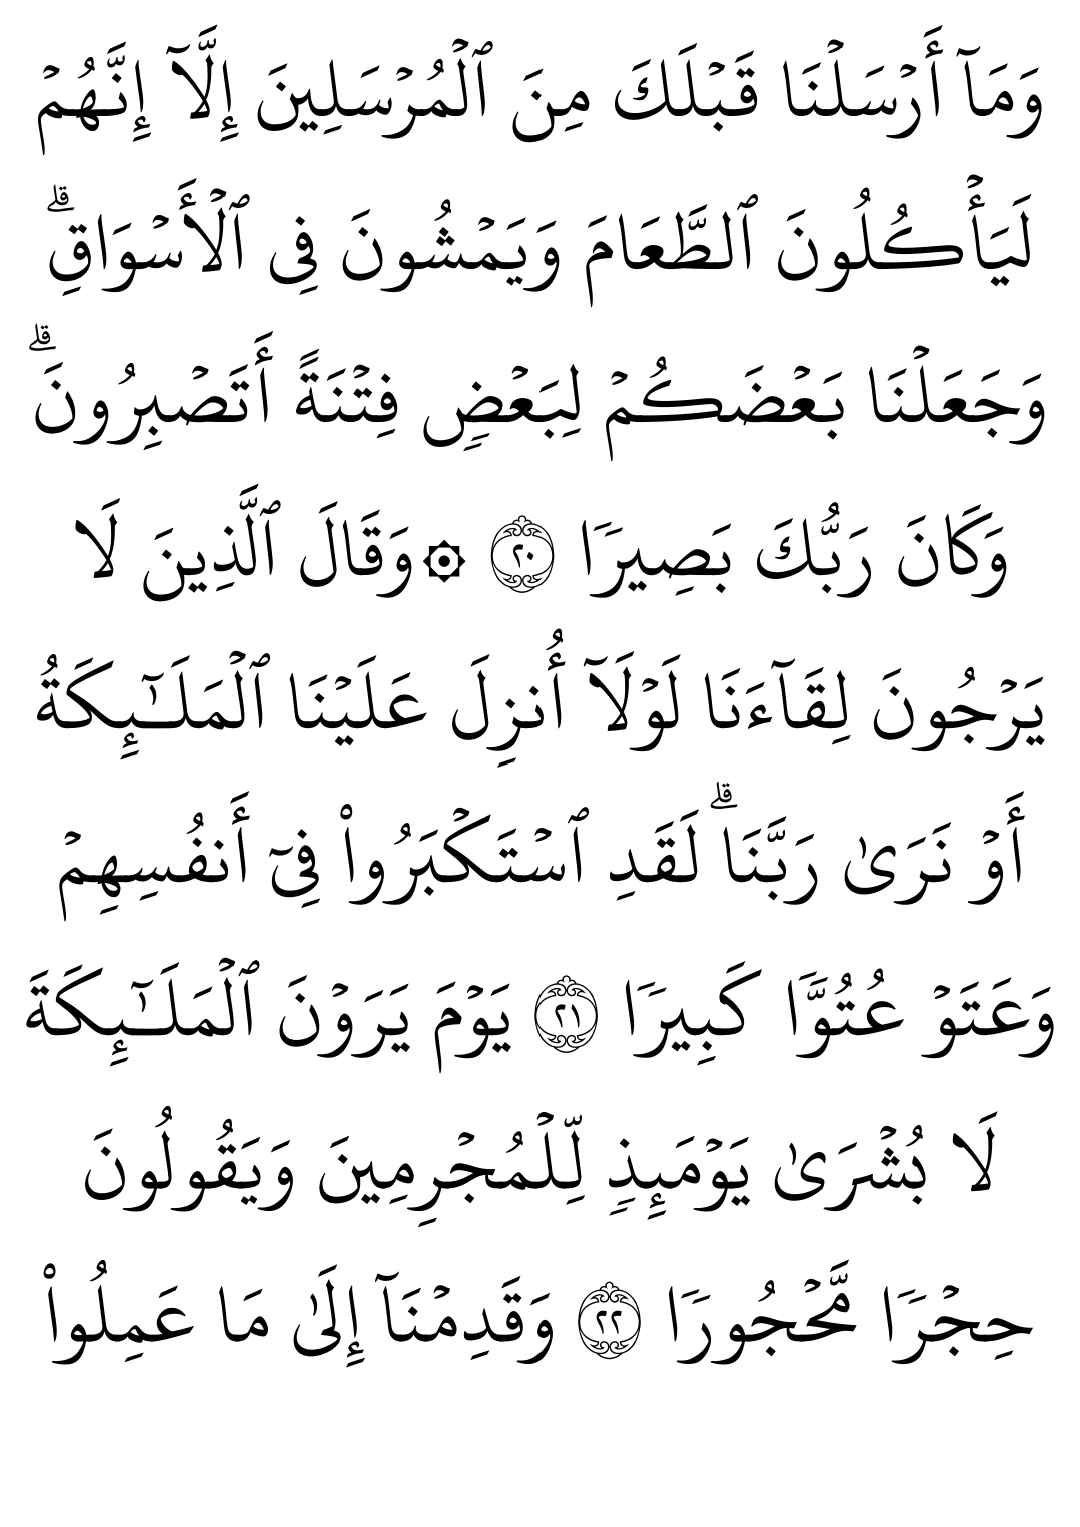 وَمَآ أَرۡسَلۡنَا قَبۡلَكَ مِنَ ٱلۡمُرۡسَلِينَ إِلَّآ إِنَّهُمۡ
لَيَأۡكُلُونَ ٱلطَّعَامَ وَيَمۡشُونَ فِي ٱلۡأَسۡوَاقِۗ
وَجَعَلۡنَا بَعۡضَكُمۡ لِبَعۡضٖ فِتۡنَةً أَتَصۡبِرُونَۗ
وَكَانَ رَبُّكَ بَصِيرٗا ٢٠ ۞وَقَالَ ٱلَّذِينَ لَا
يَرۡجُونَ لِقَآءَنَا لَوۡلَآ أُنزِلَ عَلَيۡنَا ٱلۡمَلَٰٓئِكَةُ
أَوۡ نَرَىٰ رَبَّنَاۗ لَقَدِ ٱسۡتَكۡبَرُواْ فِيٓ أَنفُسِهِمۡ
وَعَتَوۡ عُتُوّٗا كَبِيرٗا ٢١ يَوۡمَ يَرَوۡنَ ٱلۡمَلَٰٓئِكَةَ
لَا بُشۡرَىٰ يَوۡمَئِذٖ لِّلۡمُجۡرِمِينَ وَيَقُولُونَ
حِجۡرٗا مَّحۡجُورٗا ٢٢ وَقَدِمۡنَآ إِلَىٰ مَا عَمِلُواْ